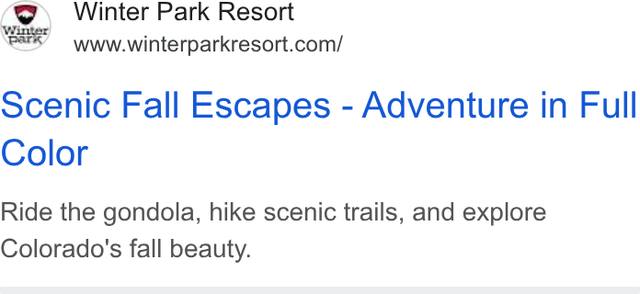 Winter Park Resort
Winter
park
www.winterparkresort.com/
Scenic Fall Escapes - Adventure in Full
Color
Ride the gondola, hike scenic trails, and explore
Colorado's fall beauty.